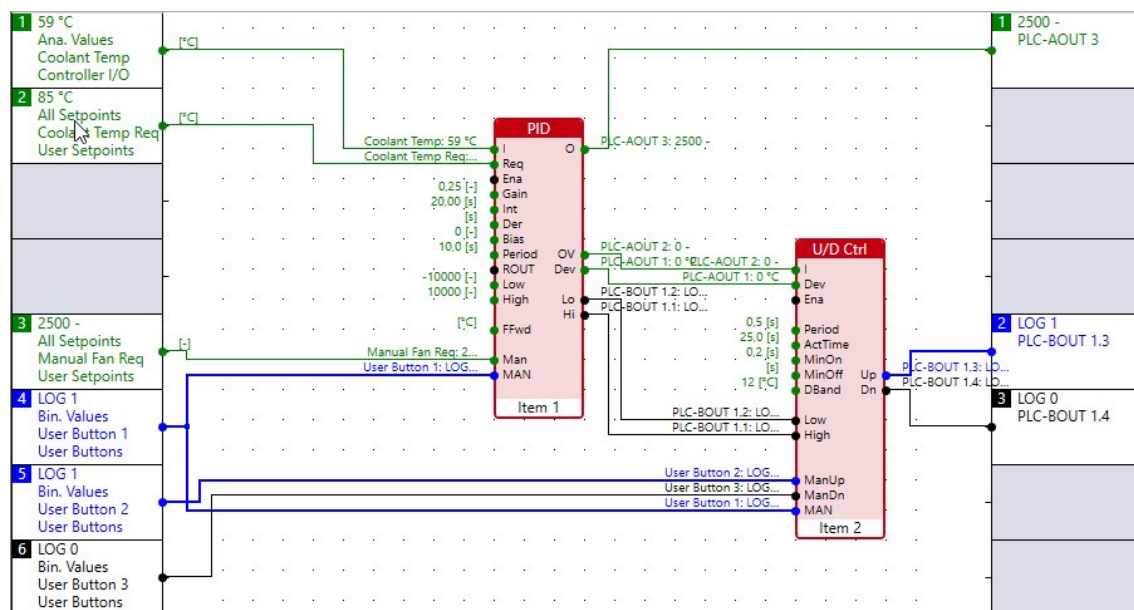 1 59 °C
Ana. Values
Coolant Temp
Controller I/O
[°C]
2 85 °C
All Setpoints
Coolant Temp Req
User Setpoints
[°C]
3 2500 -
All Setpoints
Manual Fan Req
User Setpoints
[-]
4 LOG 1
Bin. Values
User Button 1
User Buttons
5 LOG 1
Bin. Values
User Button 2
User Buttons
6 LOG 0
Bin. Values
User Button 3
User Buttons
PID
Coolant Temp: 59 °C
I
O
PLC-AOUT 3: 2500 -
Coolant Temp Req:...
Req
Ena
0,25 [-]
Gain
20,00 [s]
Int
[s]
Der
0 [-]
Bias
10,0 [s]
Period
OV
PLC-AOUT 2: 0 -
ROUT
Dev
PLC-AOUT 1: 0 °C
-10000 [-]
Low
10000 [-]
High
Lo
PLC-BOUT 1.2: LO...
Hi
PLC-BOUT 1.1: LO...
[°C]
FFwd
Manual Fan Req: 2...
Man
User Button 1: LOG...
MAN
Item 1
U/D Ctrl
PLC-AOUT 2: 0 -
I
PLC-AOUT 1: 0 °C
Dev
Ena
0,5 [s]
Period
25,0 [s]
ActTime
0,2 [s]
MinOn
[s]
MinOff
Up
PLC-BOUT 1.3: LO...
12 [°C]
DBand
Dn
PLC-BOUT 1.4: LO...
PLC-BOUT 1.2: LO...
Low
PLC-BOUT 1.1: LO...
High
User Button 2: LOG...
ManUp
User Button 3: LOG...
ManDn
User Button 1: LOG...
MAN
Item 2
1 2500 -
PLC-AOUT 3
2 LOG 1
PLC-BOUT 1.3
3 LOG 0
PLC-BOUT 1.4